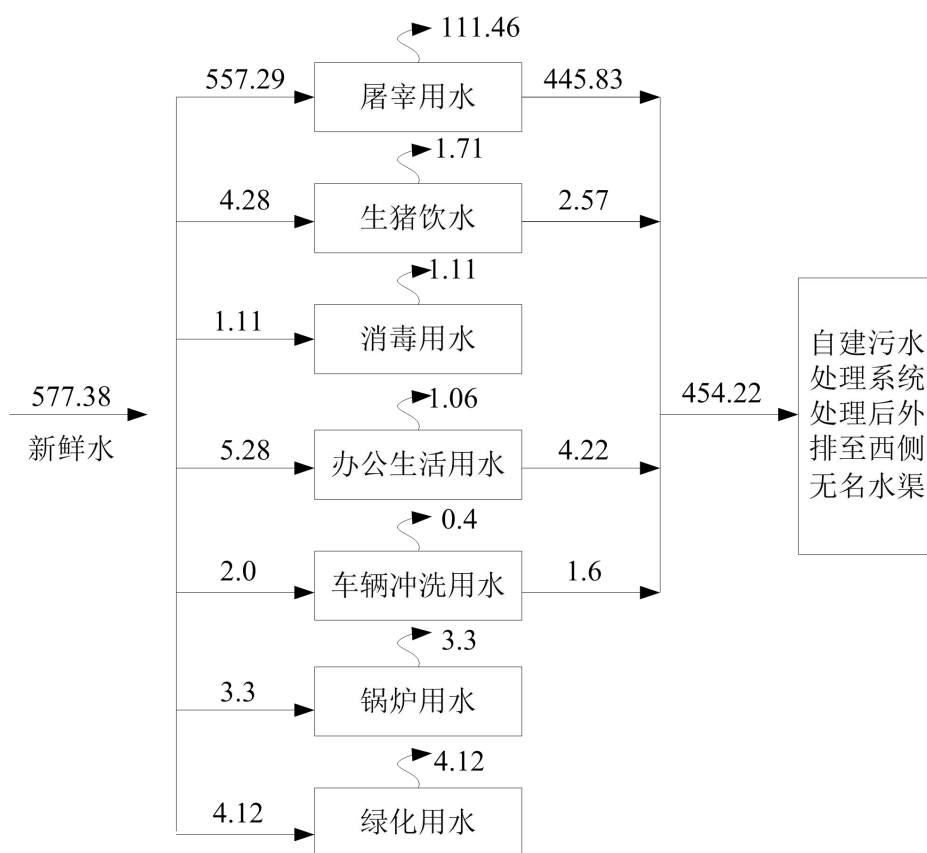 111.46
557.29
屠宰用水
445.83
1.71
4.28
生猪饮水
2.57
1.11
1.11
消毒用水
577.38
新鲜水
1.06
5.28
办公生活用水
4.22
454.22
自建污水
处理系统
处理后外
排至西侧
无名水渠
0.4
2.0
车辆冲洗用水
1.6
3.3
3.3
锅炉用水
4.12
4.12
绿化用水